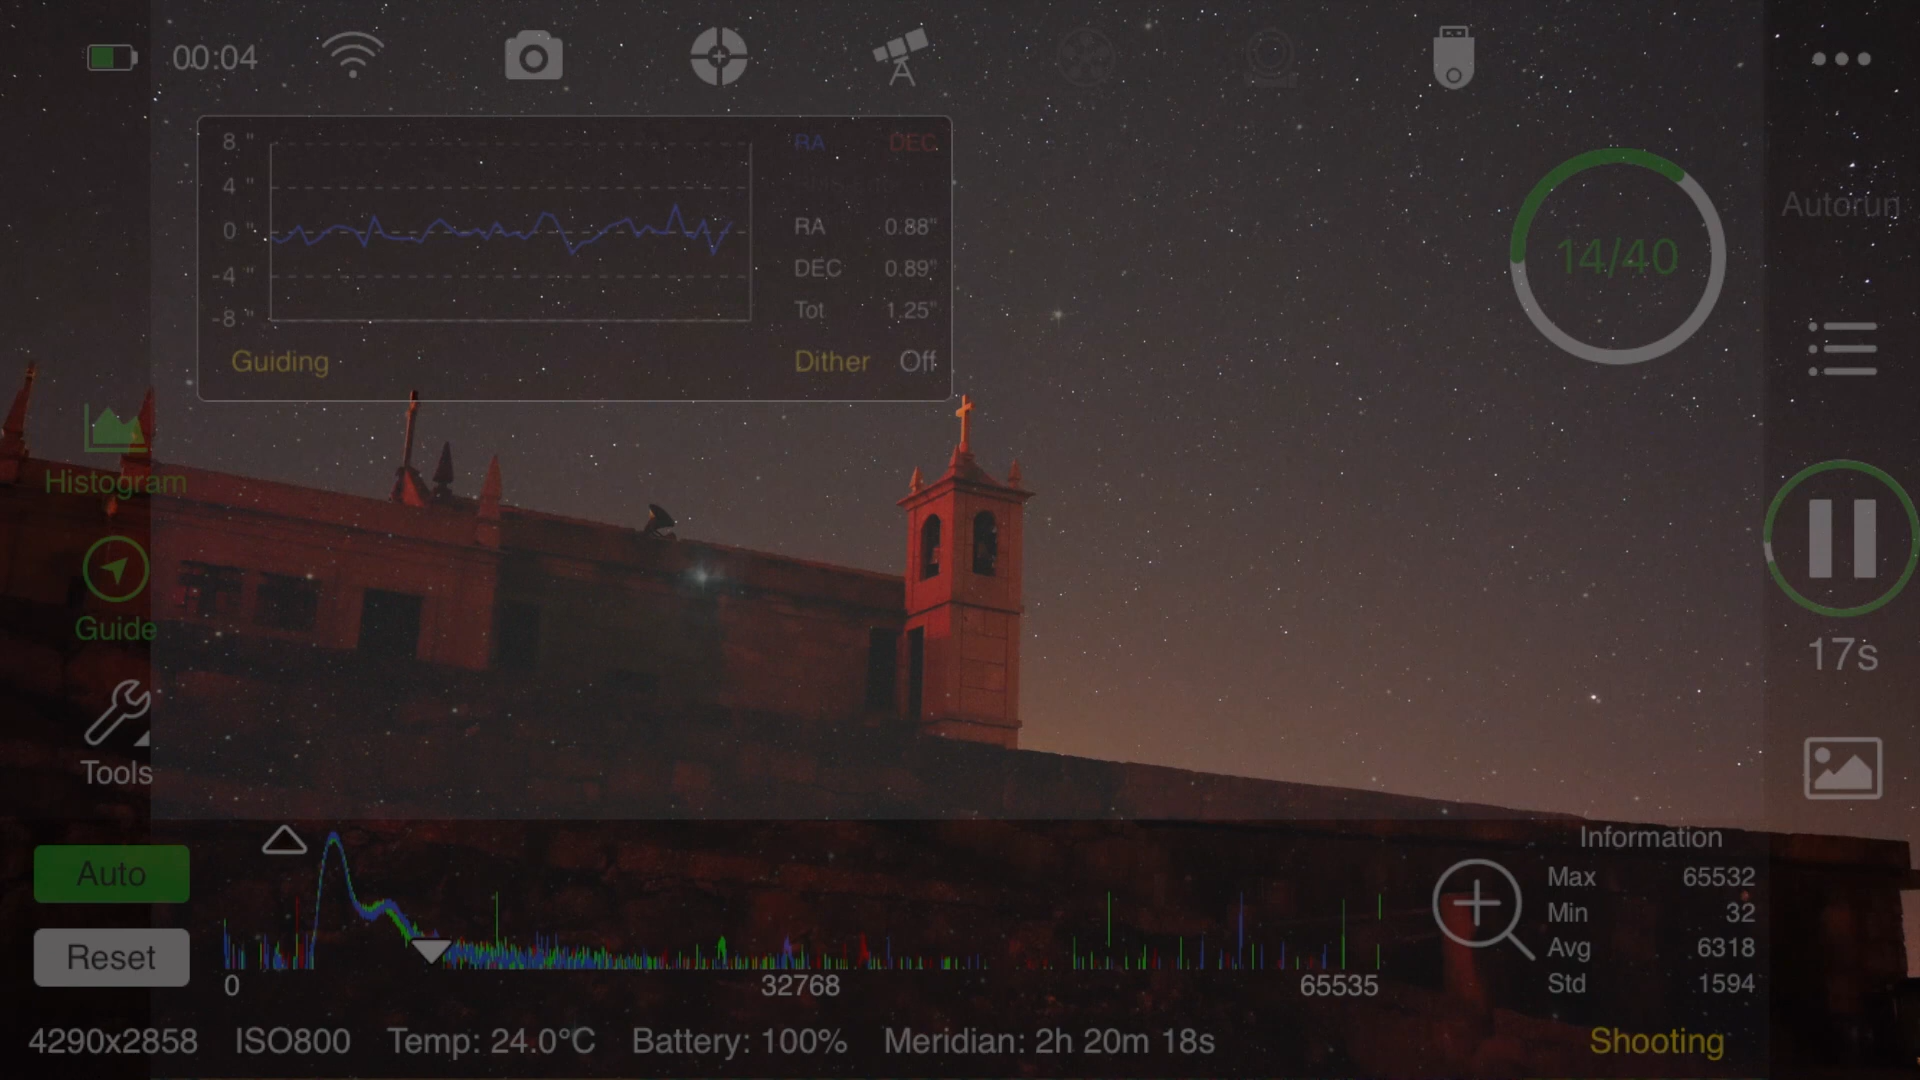 00:04
8 "
4 "
0 "
-4 "
-8 "
RA DEC
RA 0.88"
DEC 0.89"
Tot 1.25"
Guiding
Dither Off
14/40
Autorun
Histogram
Guide
Tools
17s
Auto
Reset
0
32768
65535
Information
Max 65532
Min 32
Avg 6318
Std 1594
4290x2858 ISO800 Temp: 24.0°C Battery: 100% Meridian: 2h 20m 18s
Shooting